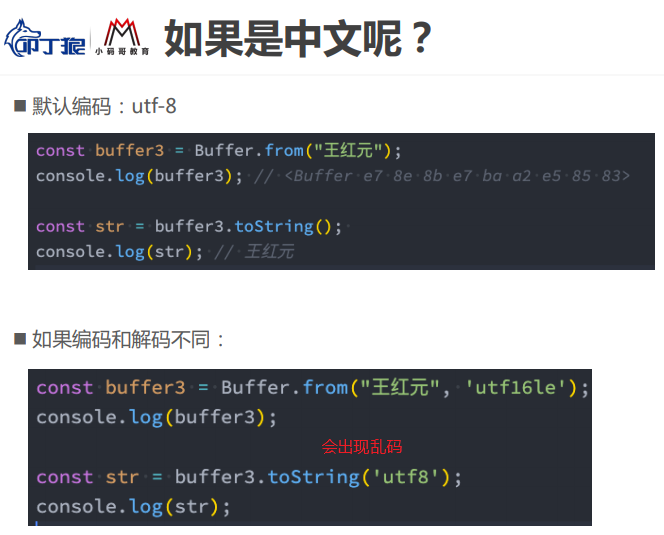 叩丁狼
小码哥教育
如果是中文呢？
■ 默认编码：utf-8
const buffer3 = Buffer.from("王红元");
console.log(buffer3); // <Buffer e7 8e 8b e7 ba a2 e5 85 83>
const str = buffer3.toString();
console.log(str); // 王红元
■ 如果编码和解码不同：
const buffer3 = Buffer.from("王红元", 'utf16le');
console.log(buffer3);
会出现乱码
const str = buffer3.toString('utf8');
console.log(str);